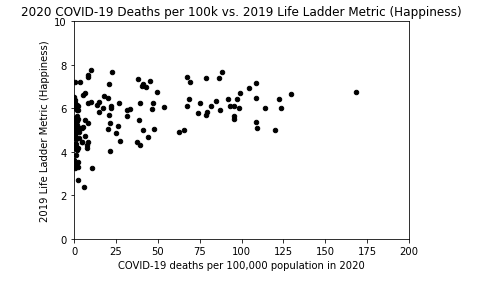 2020 COVID-19 Deaths per 100k vs. 2019 Life Ladder Metric (Happiness)
2019 Life Ladder Metric (Happiness)
10
8
6
4
2
0
0 25 50 75 100 125 150 175 200
COVID-19 deaths per 100,000 population in 2020